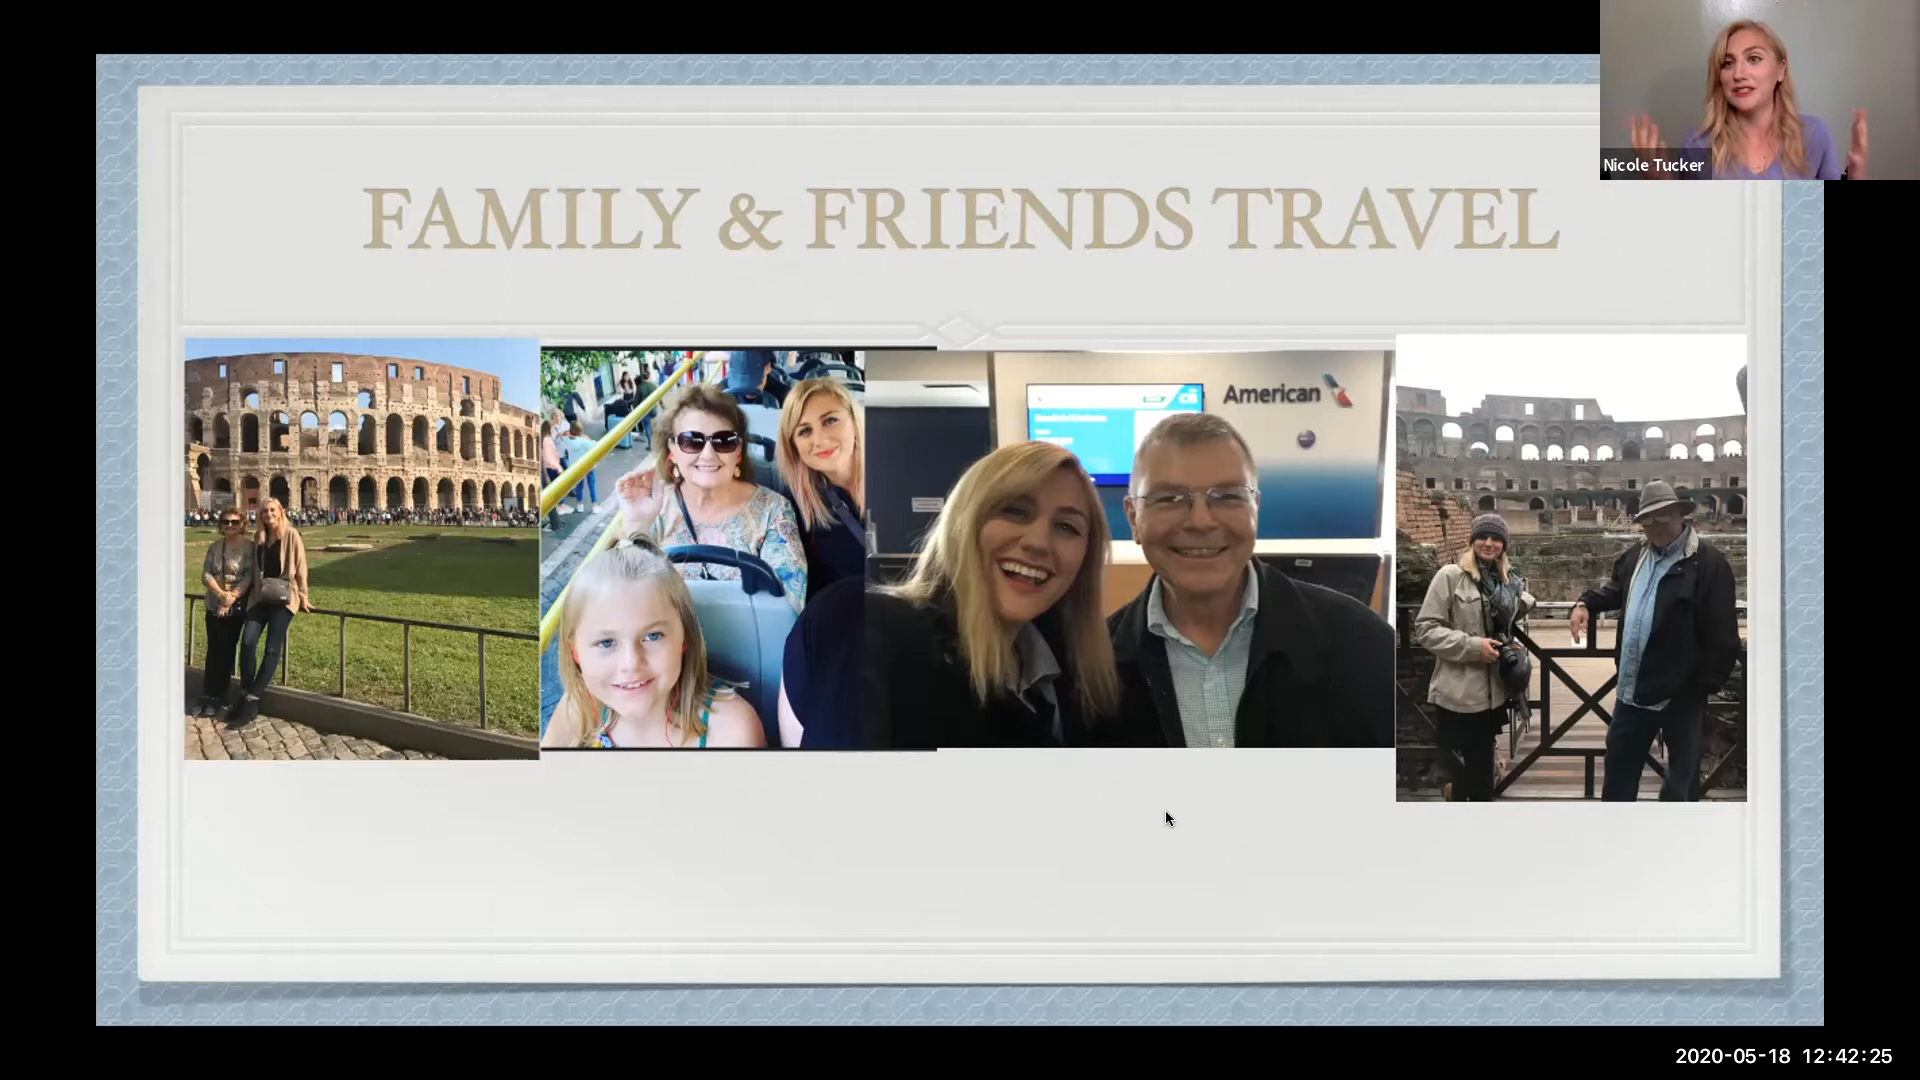 Nicole Tucker
FAMILY & FRIENDS TRAVEL
American
2020-05-18 12:42:25